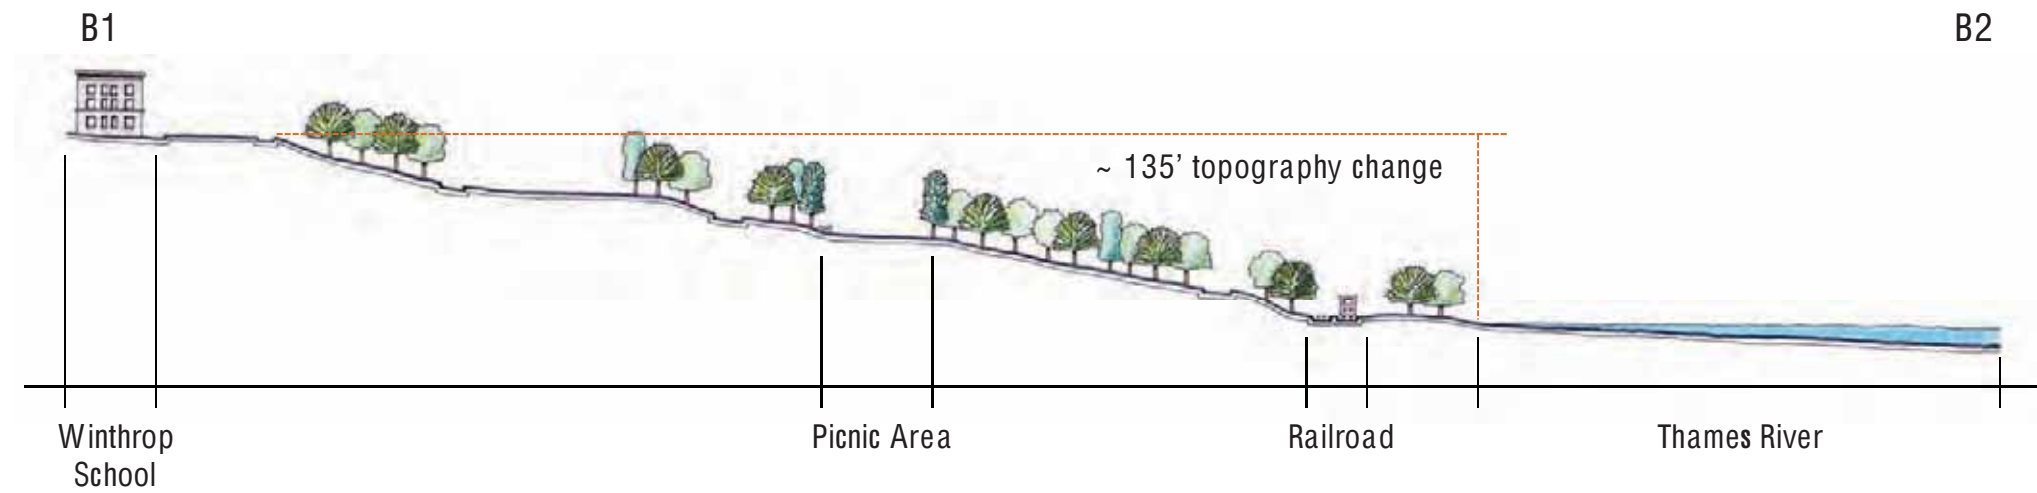 B1
B2
~ 135’ topography change
Winthrop
School
Picnic Area
Railroad
Thames River